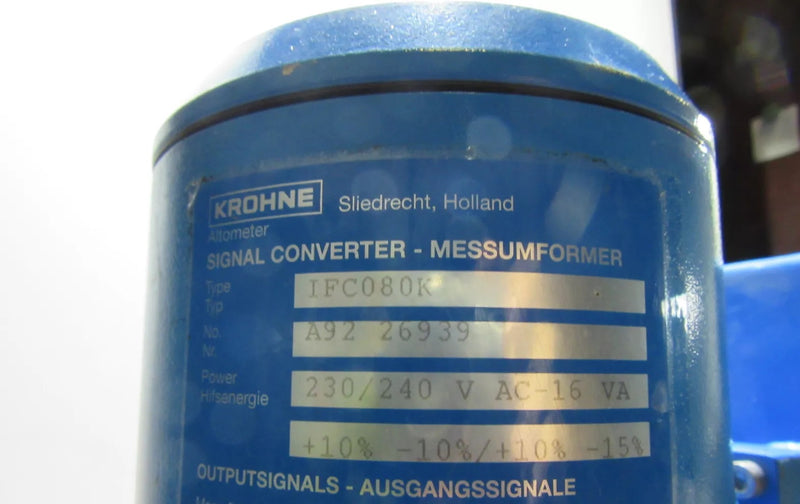 KROHNE Sliedrecht, Holland
Altometer
SIGNAL CONVERTER - MESSUMFORMER
Type IFC080K
Typ
No. A92 26939
Nr.
Power 230/240 V AC-16 VA
Hilfsenergie
+10% -10%/+10% -15%
OUTPUTSIGNALS - AUSGANGSSIGNALE